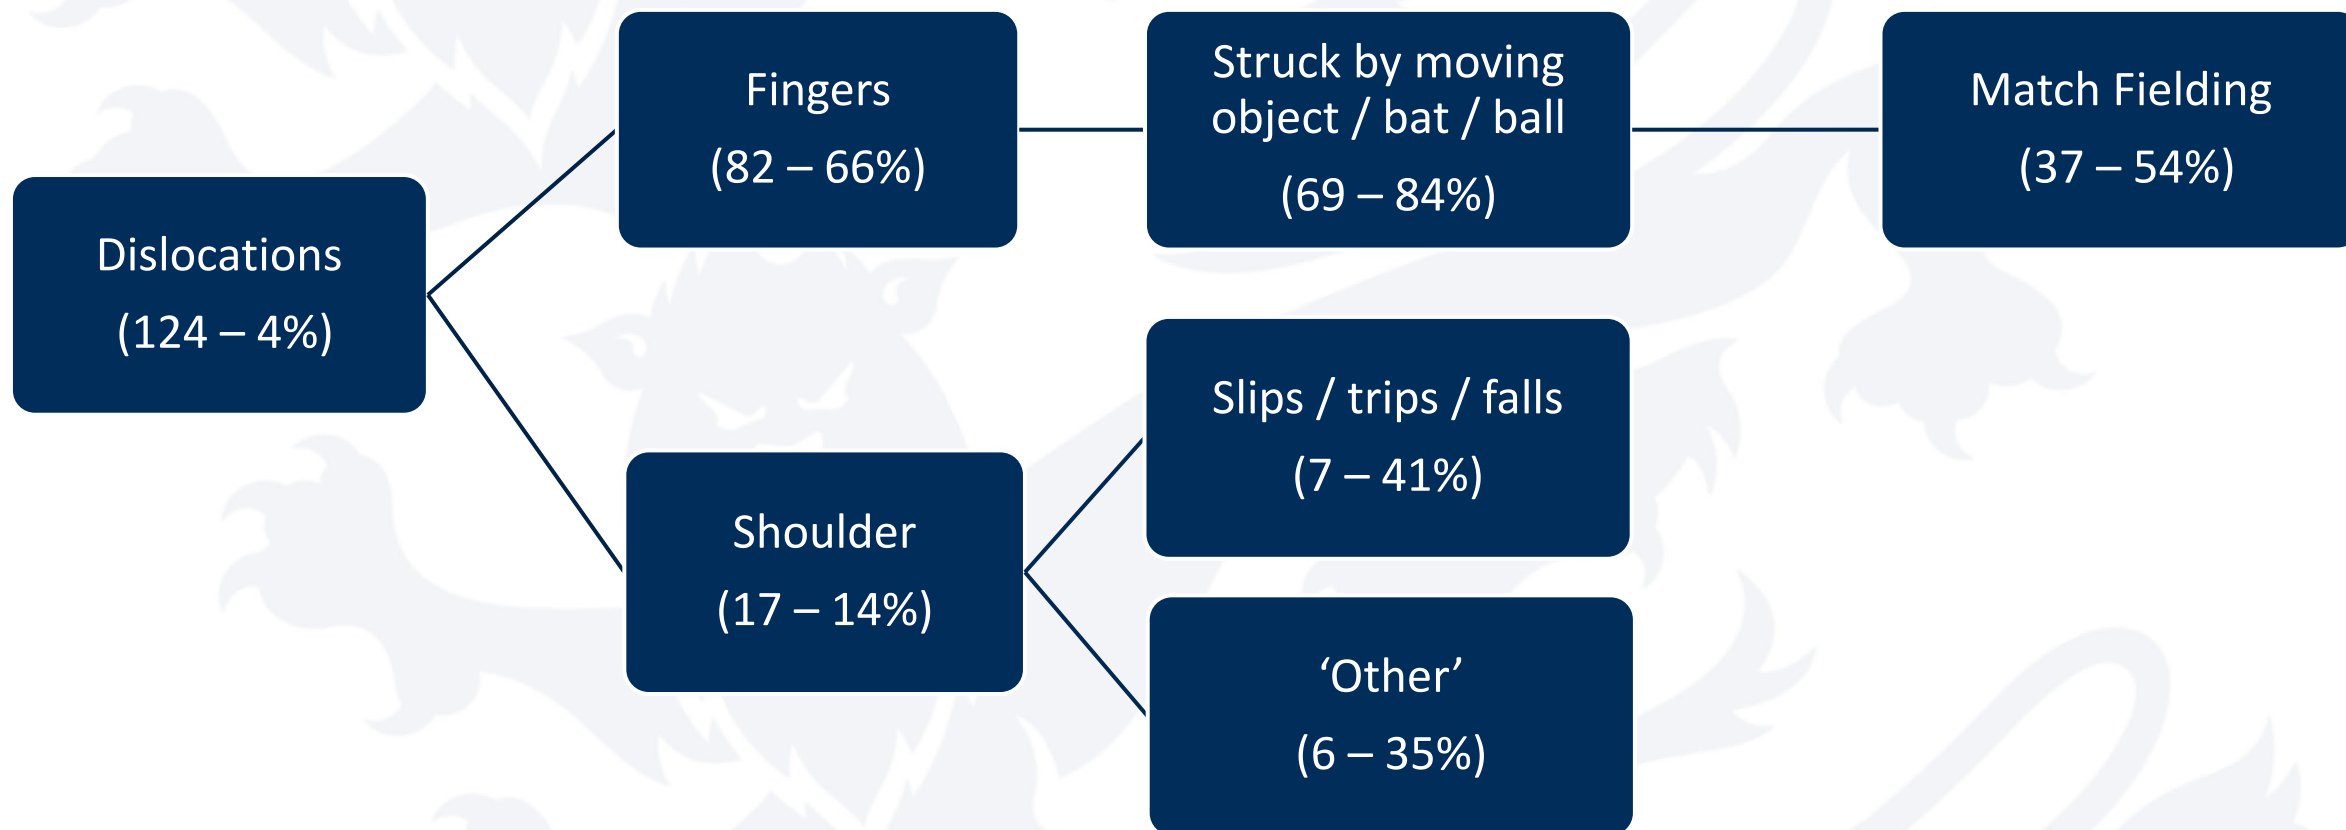 Dislocations
(124 – 4%)
Fingers
(82 – 66%)
Struck by moving
object / bat / ball
(69 – 84%)
Match Fielding
(37 – 54%)
Shoulder
(17 – 14%)
Slips / trips / falls
(7 – 41%)
‘Other’
(6 – 35%)